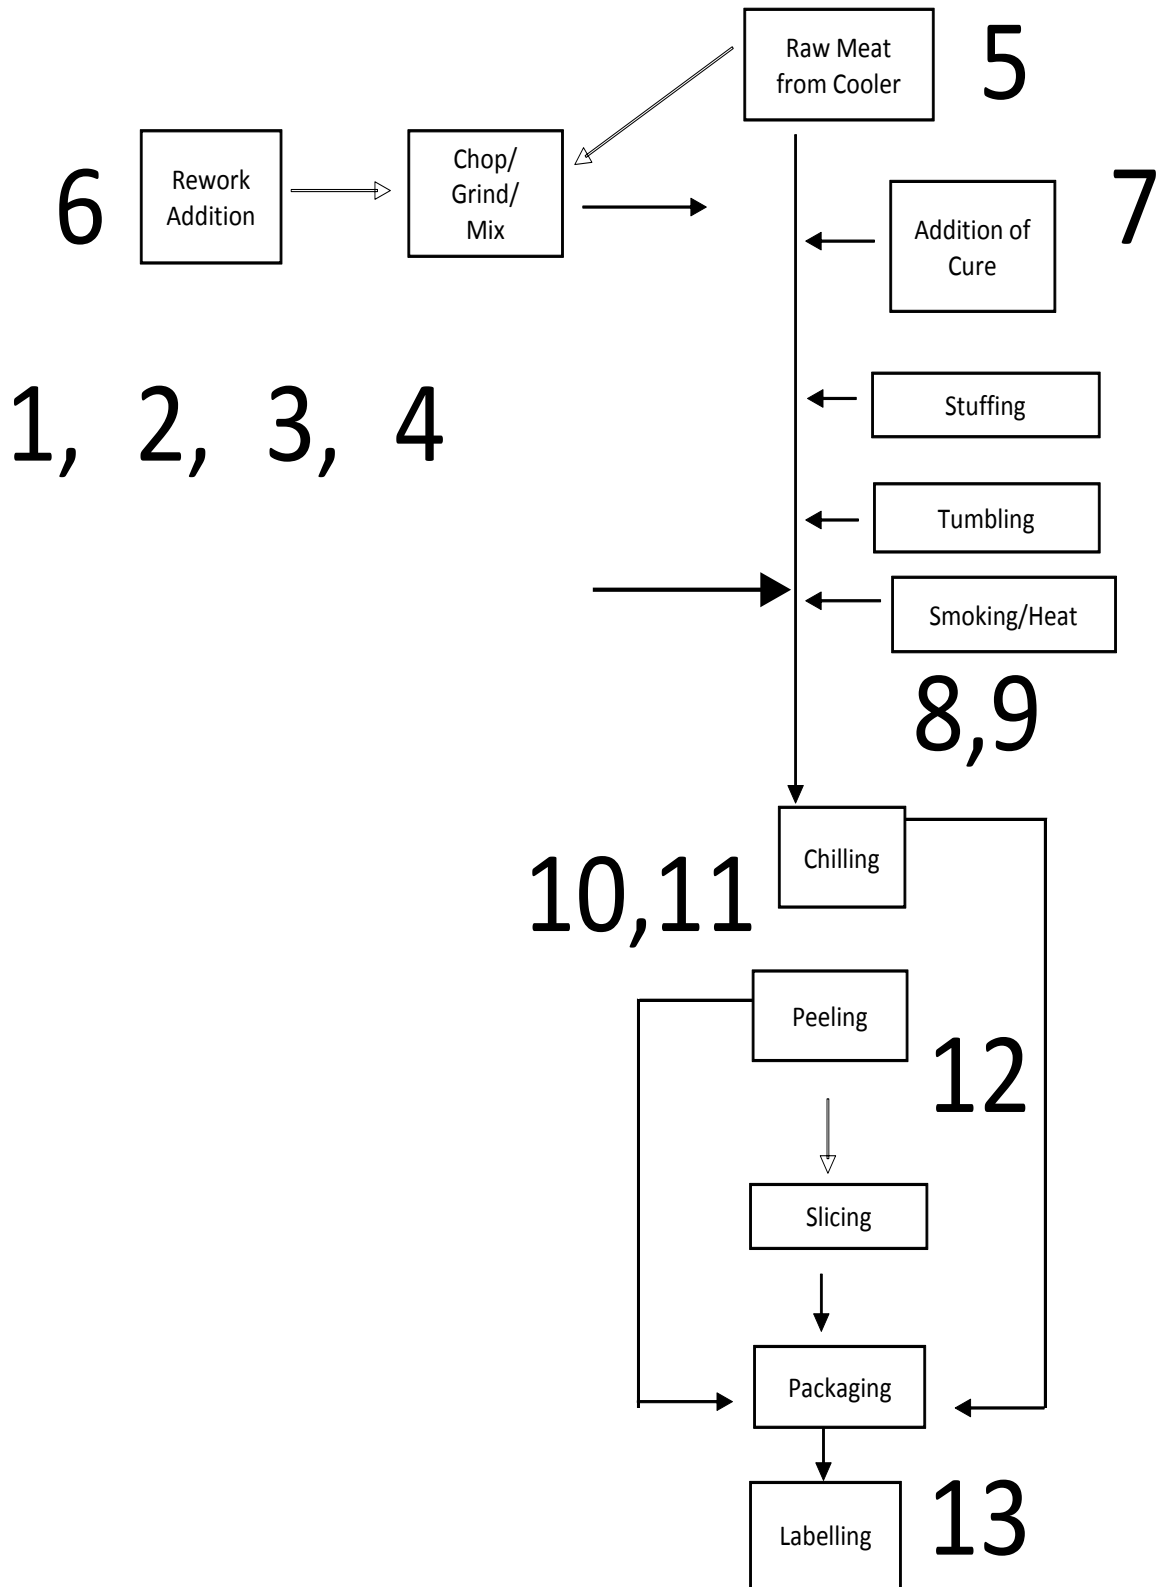 Raw Meat
from Cooler
5
6
Rework
Addition
Chop/
Grind/
Mix
Addition of
Cure
7
1, 2, 3, 4
Stuffing
Tumbling
Smoking/Heat
8,9
Chilling
10,11
Peeling
12
Slicing
Packaging
Labelling
13